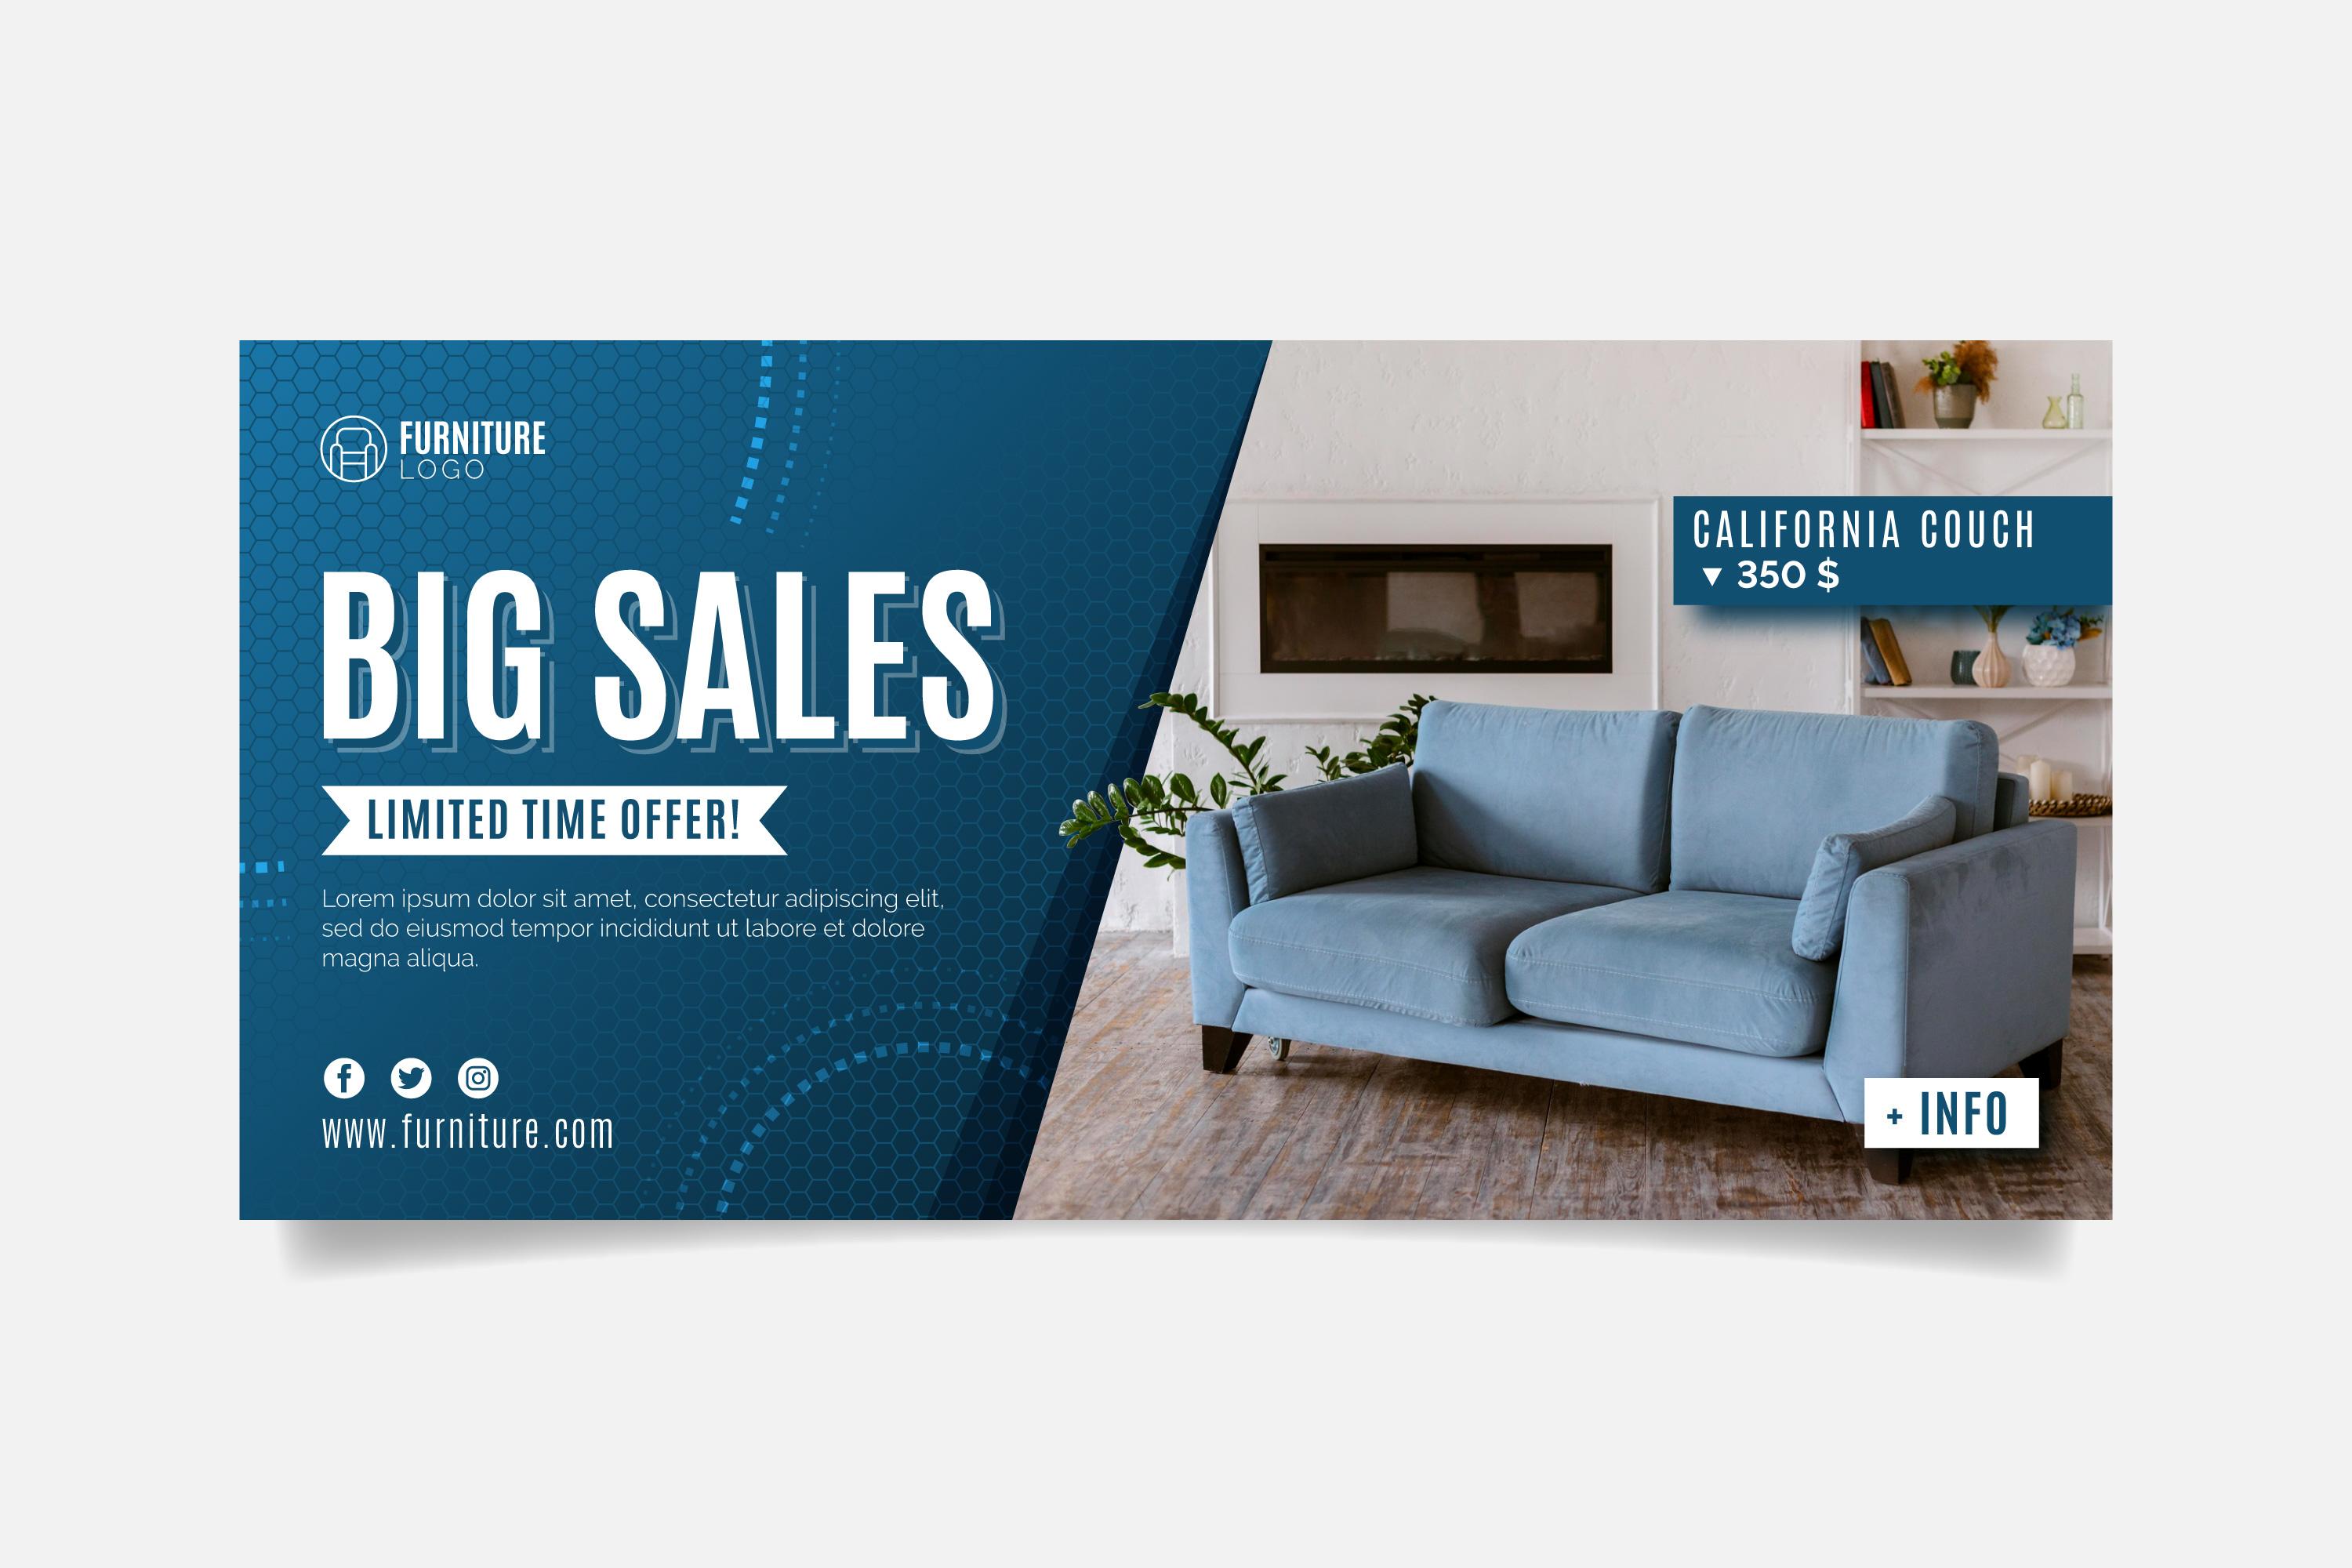 FURNITURE
LOGO
BIG SALES
LIMITED TIME OFFER!
Lorem ipsum dolor sit amet, consectetur adipiscing elit,
sed do eiusmod tempor incididunt ut labore et dolore
magna aliqua.
www.furniture.com
CALIFORNIA COUCH
▼ 350 $
+ INFO